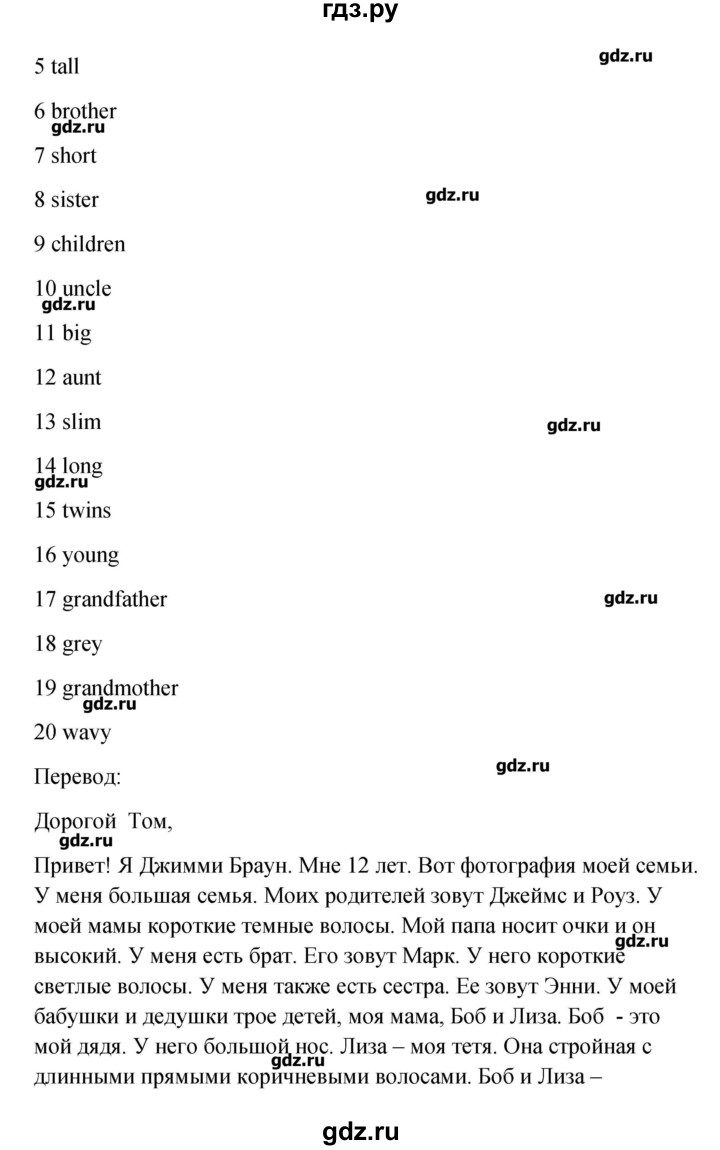 гдз.ру
gdz.ru
5 tall
6 brother
gdz.ru
7 short
gdz.ru
8 sister
9 children
10 uncle
gdz.ru
11 big
12 aunt
13 slim
gdz.ru
14 long
gdz.ru
15 twins
16 young
gdz.ru
17 grandfather
18 grey
19 grandmother
gdz.ru
20 wavy
gdz.ru
Перевод:
Дорогой Том,
gdz.ru
Привет! Я Джимми Браун. Мне 12 лет. Вот фотография моей семьи.
У меня большая семья. Моих родителей зовут Джеймс и Роуз. У
моей мамы короткие темные волосы. Мой папа носит очки и он
gdz.ru
высокий. У меня есть брат. Его зовут Марк. У него короткие
светлые волосы. У меня также есть сестра. Ее зовут Энни. У моей
бабушки и дедушки трое детей, моя мама, Боб и Лиза. Боб - это
мой дядя. У него большой нос. Лиза – моя тетя. Она стройная с
gdz.ru
длинными прямыми коричневыми волосами. Боб и Лиза –
gdz.ru